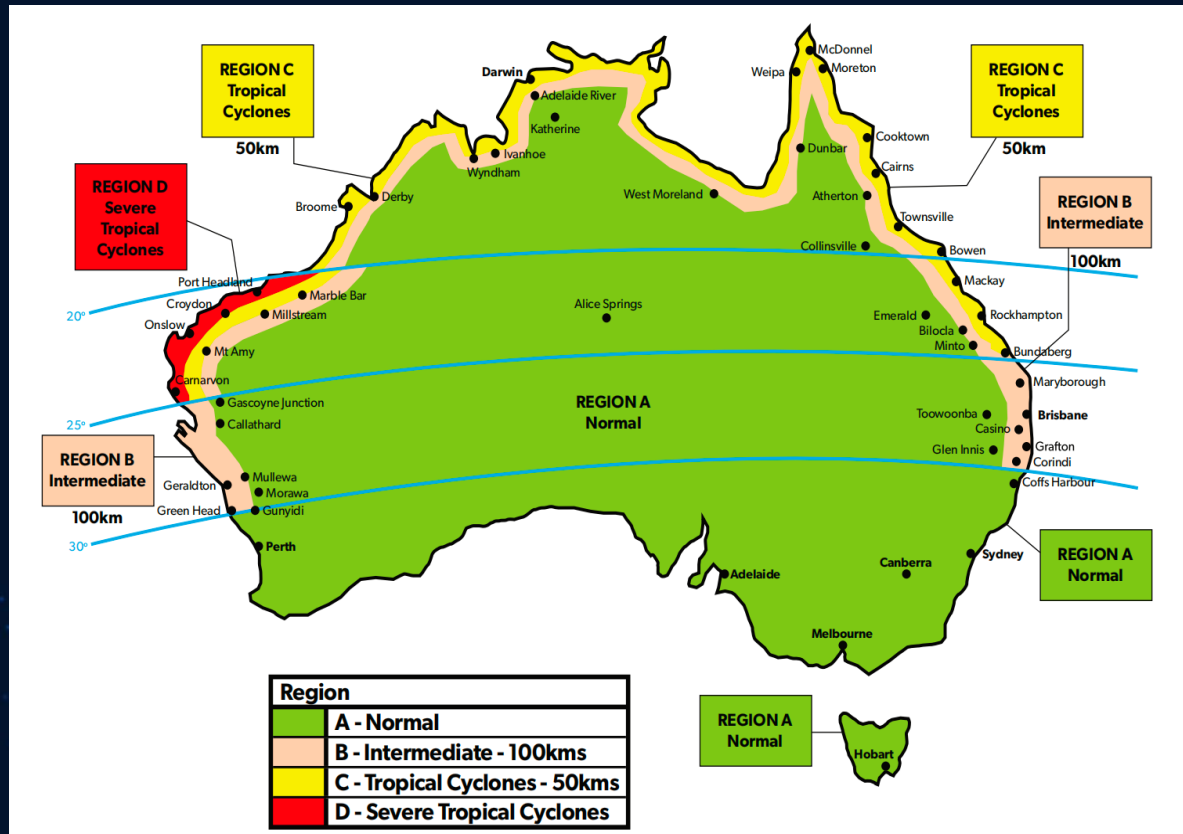 McDonnel
Moreton
Weipa
REGION C
Tropical
Cyclones
50km
Darwin
Adelaide River
Katherine
REGION C
Tropical
Cyclones
50km
Cooktown
Dunbar
Ivanhoe
Wyndham
Cairns
REGION D
Severe
Tropical
Cyclones
Derby
Broome
West Moreland
Atherton
REGION B
Intermediate
100km
Townsville
Collinsville
Bowen
Port Headland
Mackay
Croydon
Marble Bar
20º
Millstream
Alice Springs
Emerald
Rockhampton
Onslow
Bilocla
Minto
Mt Amy
Bundaberg
Carnarvon
Maryborough
Gascoyne Junction
REGION A
Normal
25º
Callathard
Toowoonba
Brisbane
Casino
REGION B
Intermediate
100km
Glen Innis
Grafton
Corindi
Mullewa
Geraldton
Morawa
Coffs Harbour
Green Head
Gunyidi
30º
Perth
Sydney
REGION A
Normal
Canberra
Adelaide
Melbourne
Region
A - Normal
B - Intermediate - 100kms
C - Tropical Cyclones - 50kms
D - Severe Tropical Cyclones
REGION A
Normal
Hobart